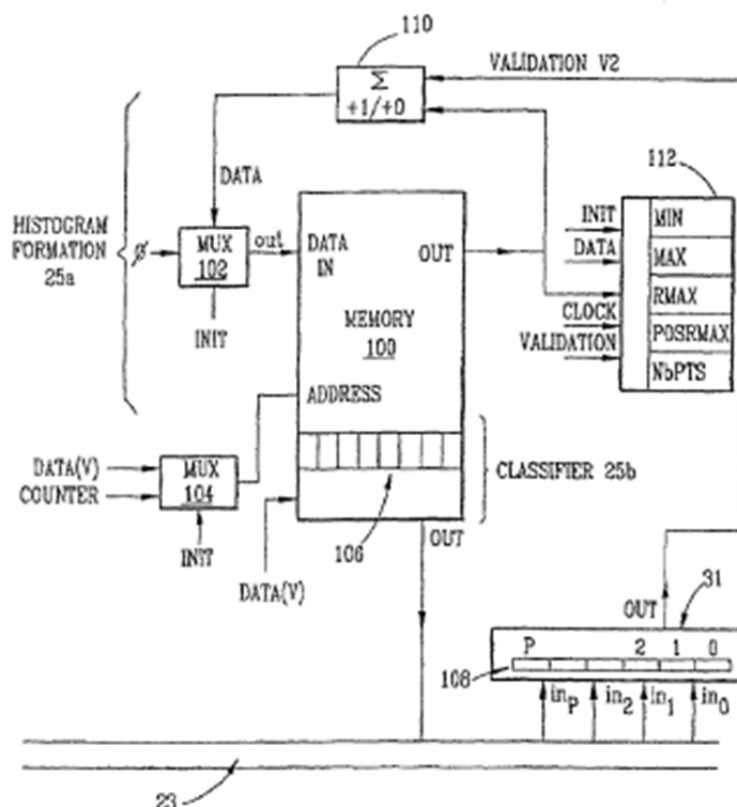 110
VALIDATION V2
Σ
+1/+0
112
DATA
HISTOGRAM
FORMATION
25a
ø
MUX
102
out
INIT
DATA
IN
OUT
MEMORY
100
ADDRESS
INIT
DATA
CLOCK
VALIDATION
MIN
MAX
RMAX
POSRMAX
NbPTS
DATA(V)
COUNTER
MUX
104
INIT
DATA(V)
106
CLASSIFIER 25b
OUT
OUT
31
P 2 1 0
108
inP in2 in1 in0
23